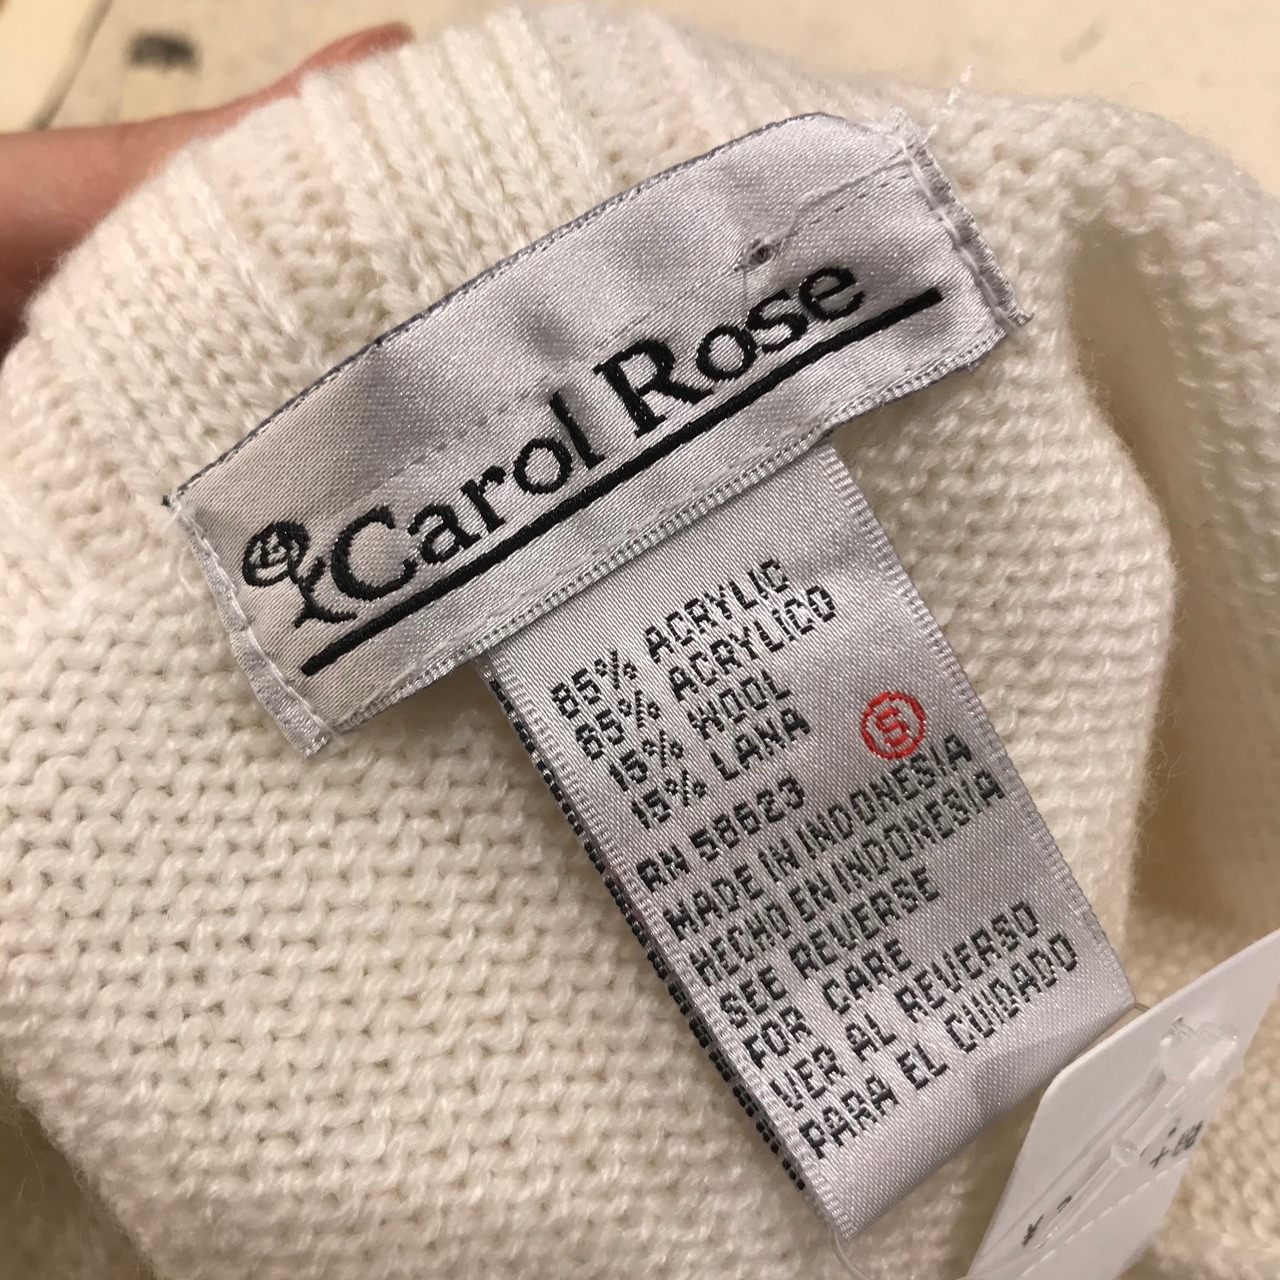 Carol Rose
85% ACRYLIC
85% ACRYLICO
15% WOOL
15% LANA
S
RN 58623
MADE IN INDONESIA
HECHO EN INDONESIA
SEE REVERSE
FOR CARE
VER AL REVERSO
PARA EL CUIDADO